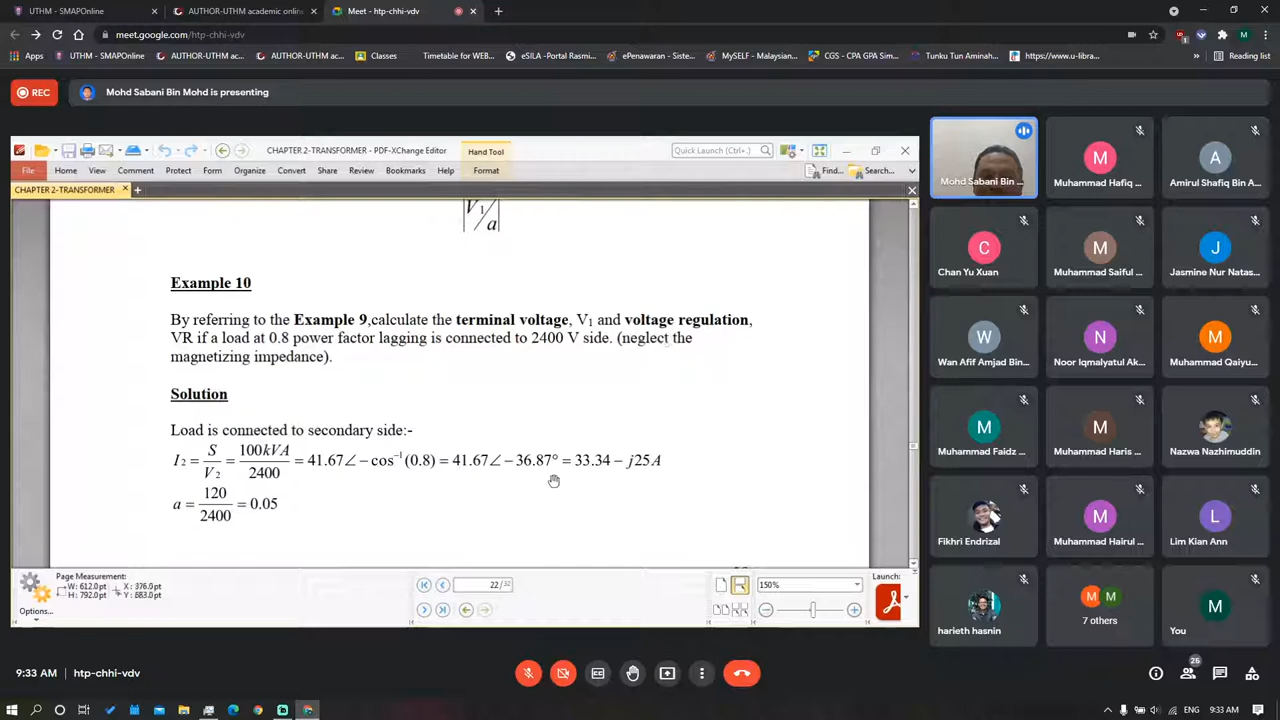 UTHM – SMAPOnline
AUTHOR-UTHM academic onlin
Meet – htp-chhi-vdv
meet.google.com/htp-chhi-vdv
Apps
UTHM – SMAPOnline
AUTHOR-UTHM ac...
AUTHOR-UTHM ac...
Classes
Timetable for WEB (...
eSILA -Portal Rasmi...
ePenawaran - Siste...
MySELF - Malaysian...
CGS - CPA GPA Sim...
Tunku Tun Aminah...
https://www.u-libra...
»
Reading list
REC
Mohd Sabani Bin Mohd is presenting
CHAPTER 2-TRANSFORMER - PDF-XChange Editor
Hand Tool
Quick Launch (Ctrl+.)
File Home View Comment Protect Form Organize Convert Share Review Bookmarks Help Format
Find...
Search...
CHAPTER 2-TRANSFORMER
|V1/a|
Example 10
By referring to the Example 9,calculate the terminal voltage, V1 and voltage regulation,
VR if a load at 0.8 power factor lagging is connected to 2400 V side. (neglect the
magnetizing impedance).
Solution
Load is connected to secondary side:-
I2 = S/V2 = 100kVA/2400 = 41.67∠ − cos⁻¹(0.8) = 41.67∠ − 36.87° = 33.34 − j25A
a = 120/2400 = 0.05
Options...
Page Measurement:
W: 612.0pt
H: 792.0pt
X: 376.0pt
Y: 883.0pt
22 /32
150%
Launch:
Mohd Sabani Bin ...
M
Muhammad Hafiq ...
A
Amirul Shafiq Bin A...
C
Chan Yu Xuan
M
Muhammad Saiful ...
J
Jasmine Nur Natas...
W
Wan Afif Amjad Bin...
N
Noor Iqmalyatul Ak...
M
Muhammad Qaiyu...
M
Muhammad Faidz ...
M
Muhammad Haris ...
Nazwa Nazhimuddin
Fikhri Endrizal
M
Muhammad Hairul ...
L
Lim Kian Ann
harieth hasnin
M M
7 others
M
You
9:33 AM
htp-chhi-vdv
25
ENG
9:33 AM